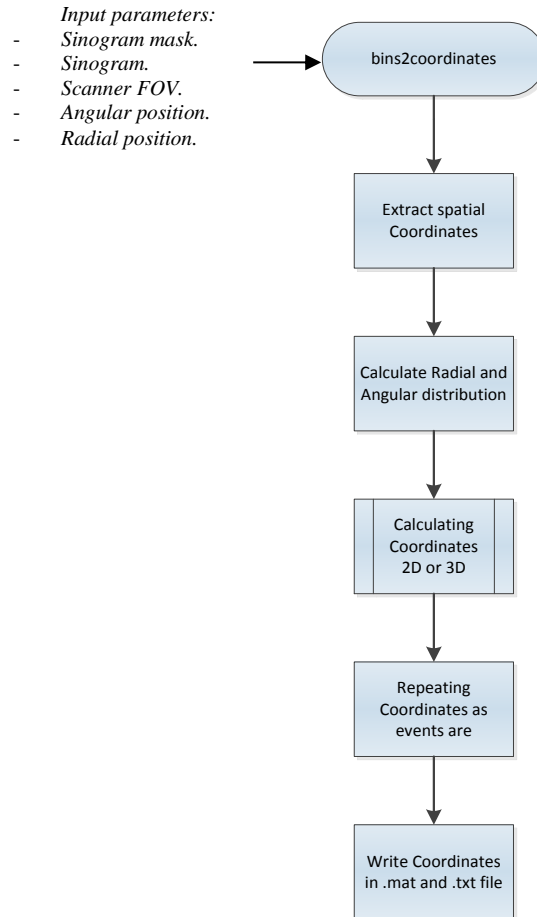 Input parameters:
- Sinogram mask.
- Sinogram.
- Scanner FOV.
- Angular position.
- Radial position.
bins2coordinates
Extract spatial
Coordinates
Calculate Radial and
Angular distribution
Calculating
Coordinates
2D or 3D
Repeating
Coordinates as
events are
Write Coordinates
in .mat and .txt file